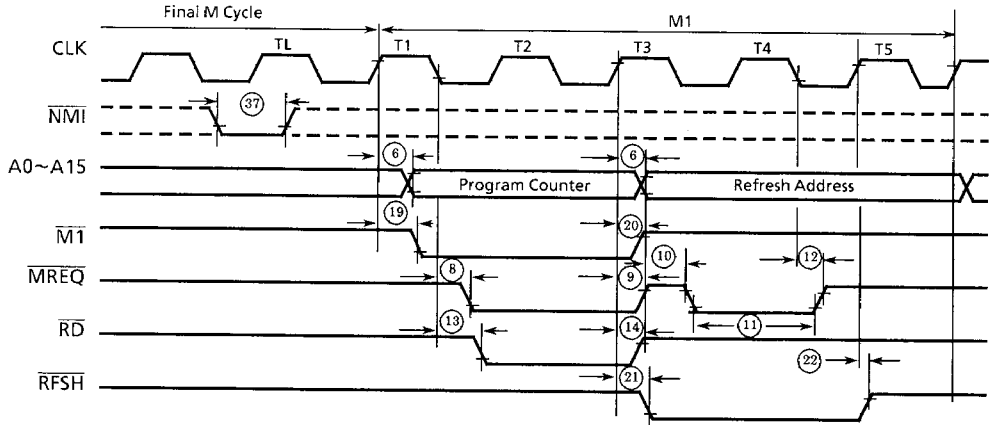 Final M Cycle
M1
CLK
TL
T1
T2
T3
T4
T5
NMI
37
A0~A15
6
6
Program Counter
Refresh Address
M1
19
20
MREQ
8
9
10
12
11
RD
13
14
RFSH
21
22